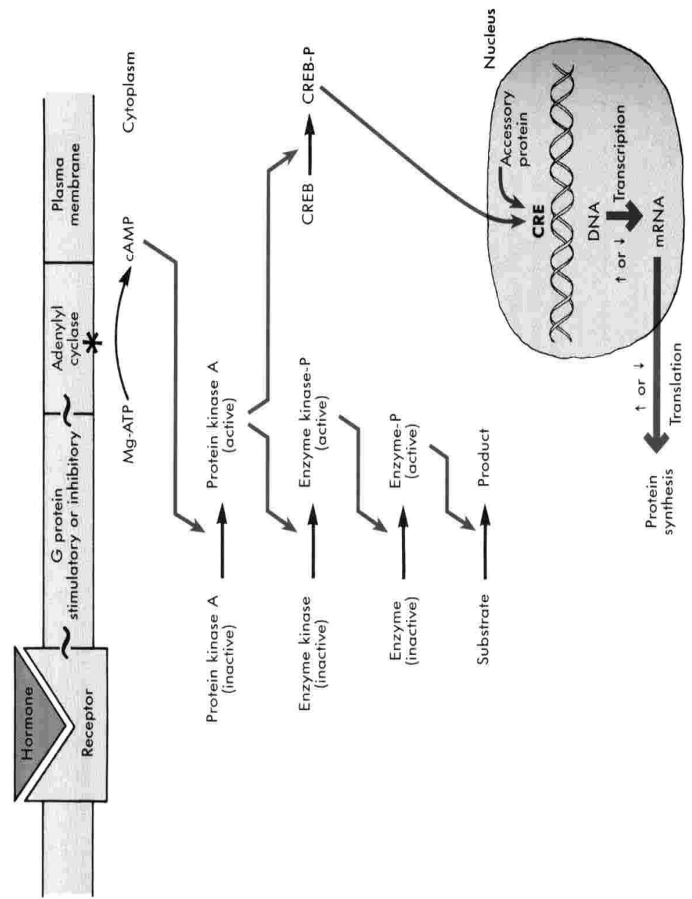 Hormone
Receptor
G protein
stimulatory or inhibitory
Adenylyl
cyclase
Plasma
membrane
*
Mg-ATP
cAMP
Cytoplasm
Protein kinase A
(inactive)
Protein kinase A
(active)
Enzyme kinase
(inactive)
Enzyme kinase-P
(active)
CREB
CREB-P
Enzyme
(inactive)
Enzyme-P
(active)
Substrate
Product
Nucleus
Accessory
protein
CRE
DNA
↑ or ↓
Transcription
mRNA
↑ or ↓
Translation
Protein
synthesis